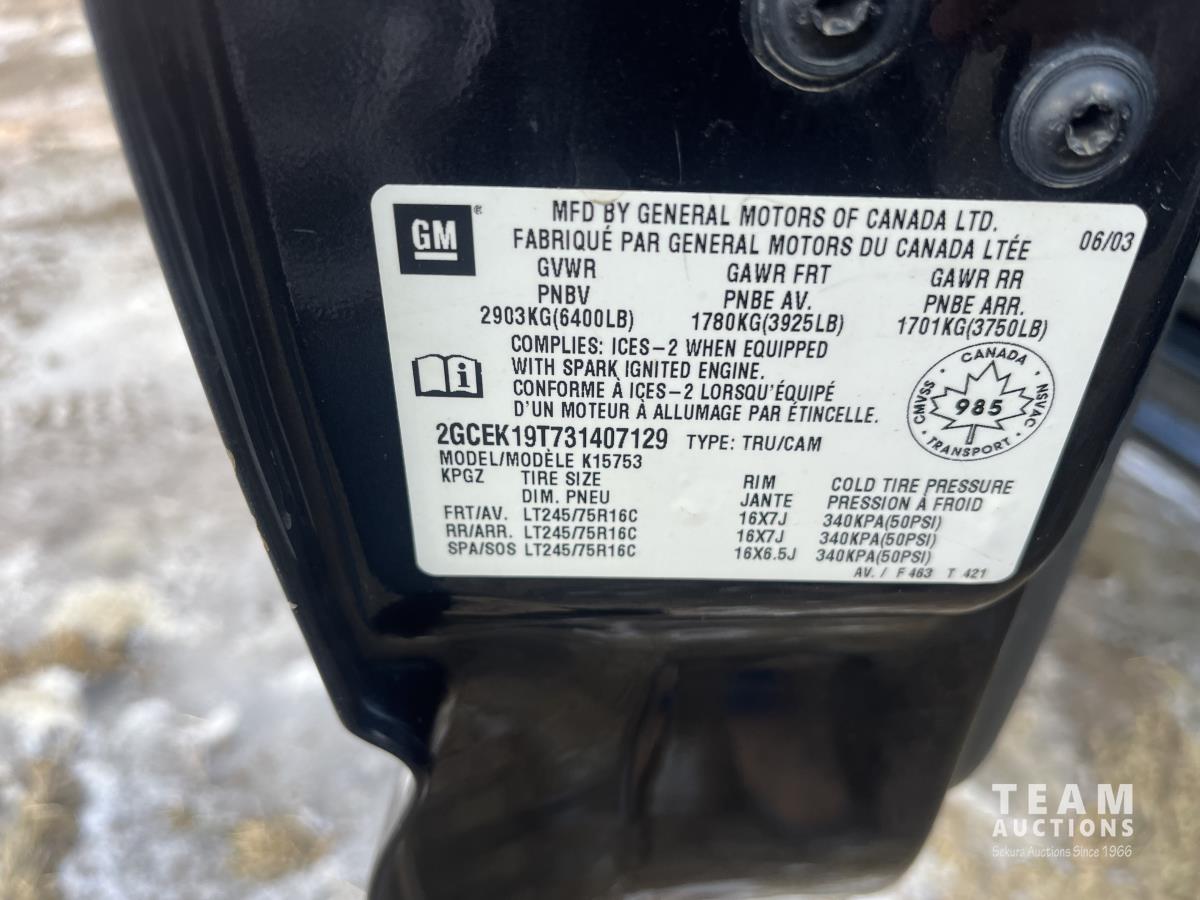 GM®
MFD BY GENERAL MOTORS OF CANADA LTD.
FABRIQUÉ PAR GENERAL MOTORS DU CANADA LTÉE
06/03
GVWR GAWR FRT GAWR RR
PNBV PNBE AV. PNBE ARR.
2903KG(6400LB) 1780KG(3925LB) 1701KG(3750LB)
COMPLIES: ICES-2 WHEN EQUIPPED
WITH SPARK IGNITED ENGINE.
CONFORME À ICES-2 LORSQU'ÉQUIPÉ
D'UN MOTEUR À ALLUMAGE PAR ÉTINCELLE.
i
CANADA
CMVSS 985 NSVAC
TRANSPORT
2GCEK19T731407129 TYPE: TRU/CAM
MODEL/MODÈLE K15753
KPGZ TIRE SIZE RIM COLD TIRE PRESSURE
DIM. PNEU JANTE PRESSION À FROID
FRT/AV. LT245/75R16C 16X7J 340KPA(50PSI)
RR/ARR. LT245/75R16C 16X7J 340KPA(50PSI)
SPA/SOS LT245/75R16C 16X6.5J 340KPA(50PSI)
AV. / F 463 T 421
TEAM
AUCTIONS
Sekura Auctions Since 1966